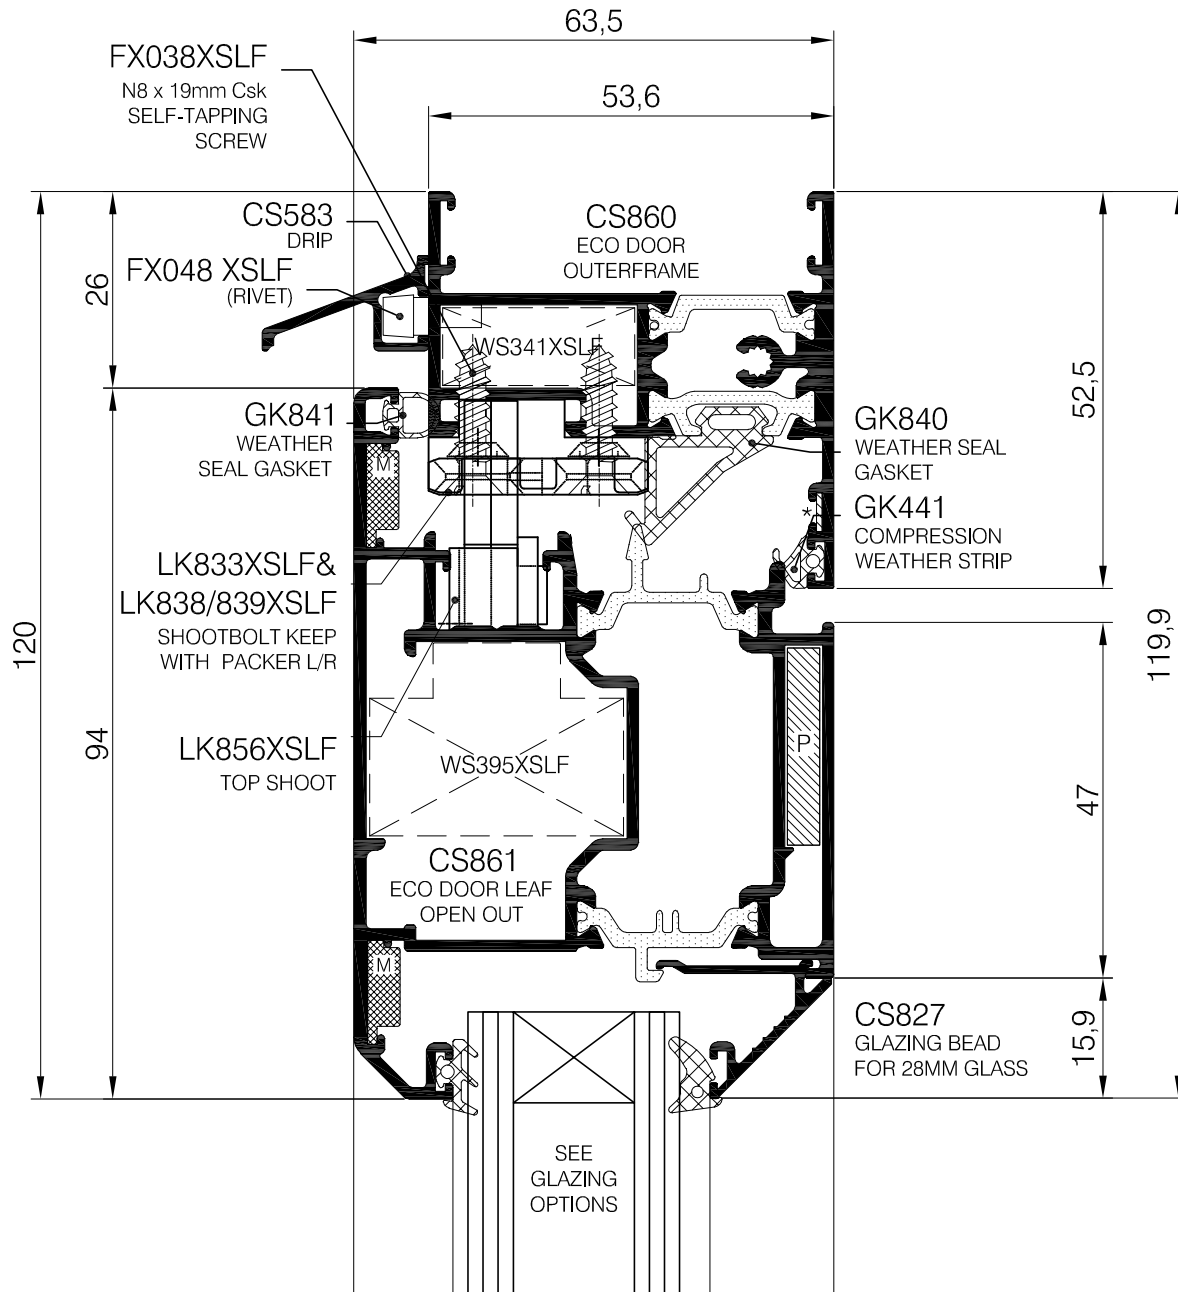 63,5
53,6
FX038XSLF
N8 x 19mm Csk
SELF-TAPPING
SCREW
CS583
DRIP
FX048 XSLF
(RIVET)
CS860
ECO DOOR
OUTERFRAME
26
WS341XSLF
52,5
GK841
WEATHER
SEAL GASKET
M
GK840
WEATHER SEAL
GASKET
*
GK441
COMPRESSION
WEATHER STRIP
LK833XSLF&
LK838/839XSLF
SHOOTBOLT KEEP
WITH PACKER L/R
120
119,9
94
LK856XSLF
TOP SHOOT
WS395XSLF
P
47
CS861
ECO DOOR LEAF
OPEN OUT
M
CS827
GLAZING BEAD
FOR 28MM GLASS
15,9
SEE
GLAZING
OPTIONS